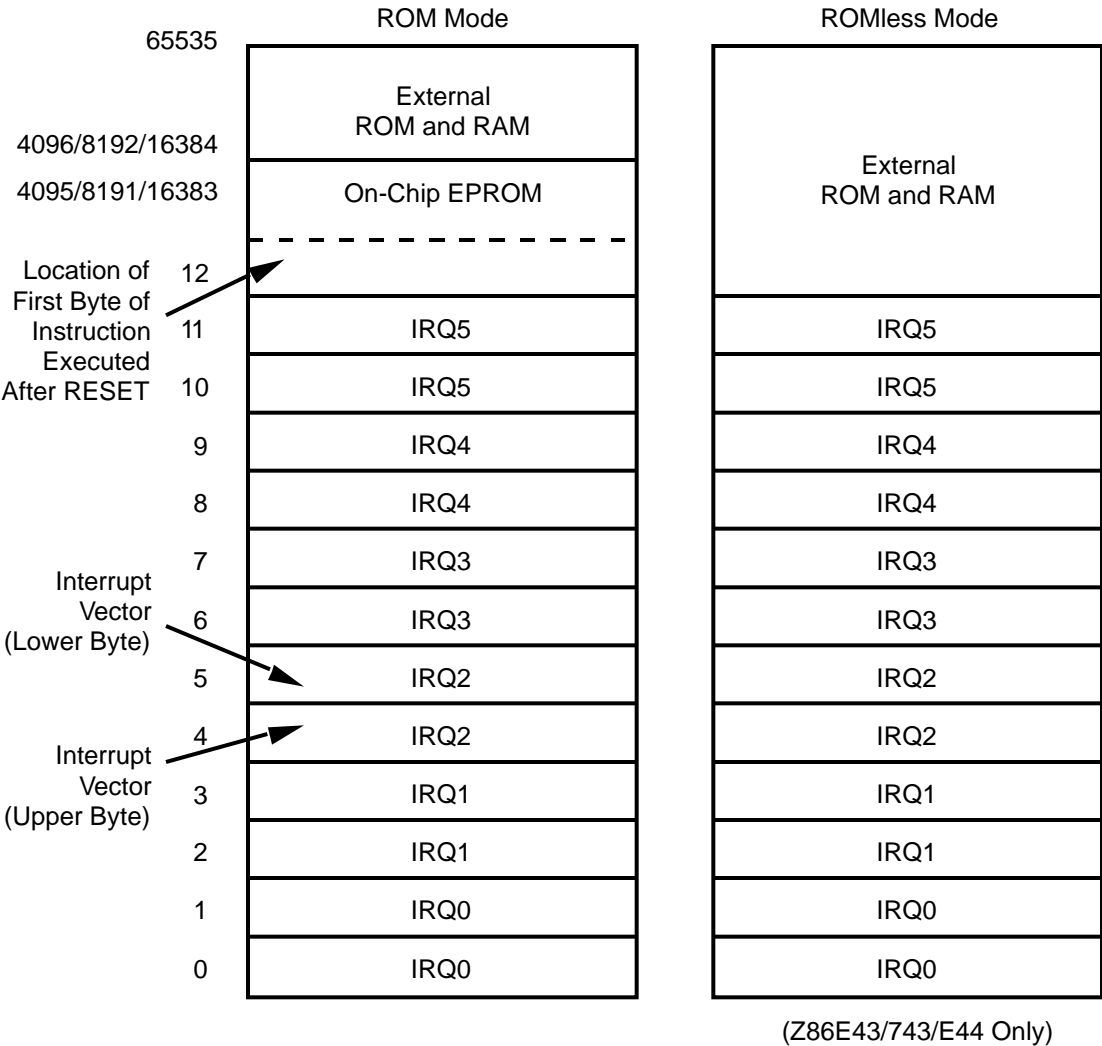 ROM Mode
ROMless Mode
65535
External
ROM and RAM
4096/8192/16384
4095/8191/16383
On-Chip EPROM
External
ROM and RAM
Location of
First Byte of
Instruction
Executed
After RESET
12
11
IRQ5
IRQ5
10
IRQ5
IRQ5
9
IRQ4
IRQ4
8
IRQ4
IRQ4
7
IRQ3
IRQ3
Interrupt
Vector
(Lower Byte)
6
IRQ3
IRQ3
5
IRQ2
IRQ2
4
IRQ2
IRQ2
Interrupt
Vector
(Upper Byte)
3
IRQ1
IRQ1
2
IRQ1
IRQ1
1
IRQ0
IRQ0
0
IRQ0
IRQ0
(Z86E43/743/E44 Only)